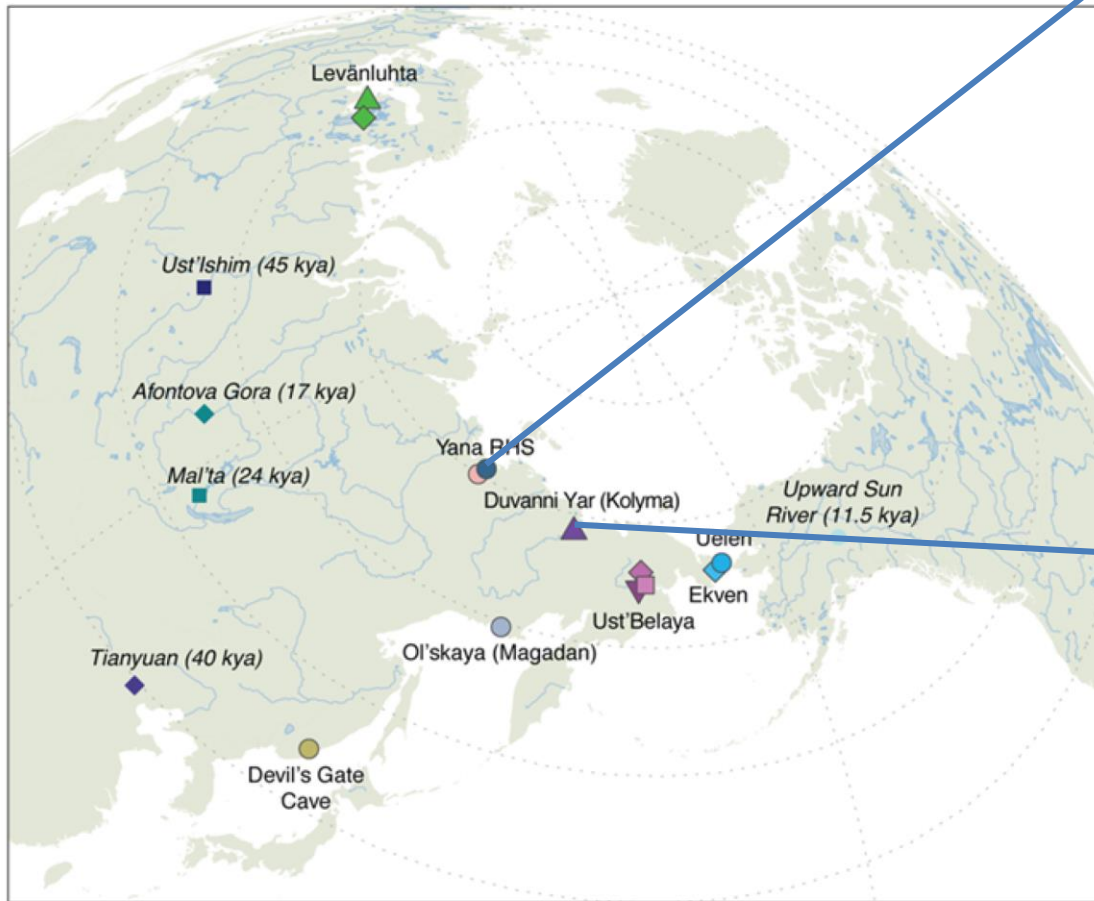 Levänluhta
Ust'Ishim (45 kya)
Afontova Gora (17 kya)
Yana RHS
Mal'ta (24 kya)
Duvanni Yar (Kolyma)
Upward Sun
River (11.5 kya)
Uelen
Ekven
Ust'Belaya
Ol'skaya (Magadan)
Tianyuan (40 kya)
Devil's Gate
Cave